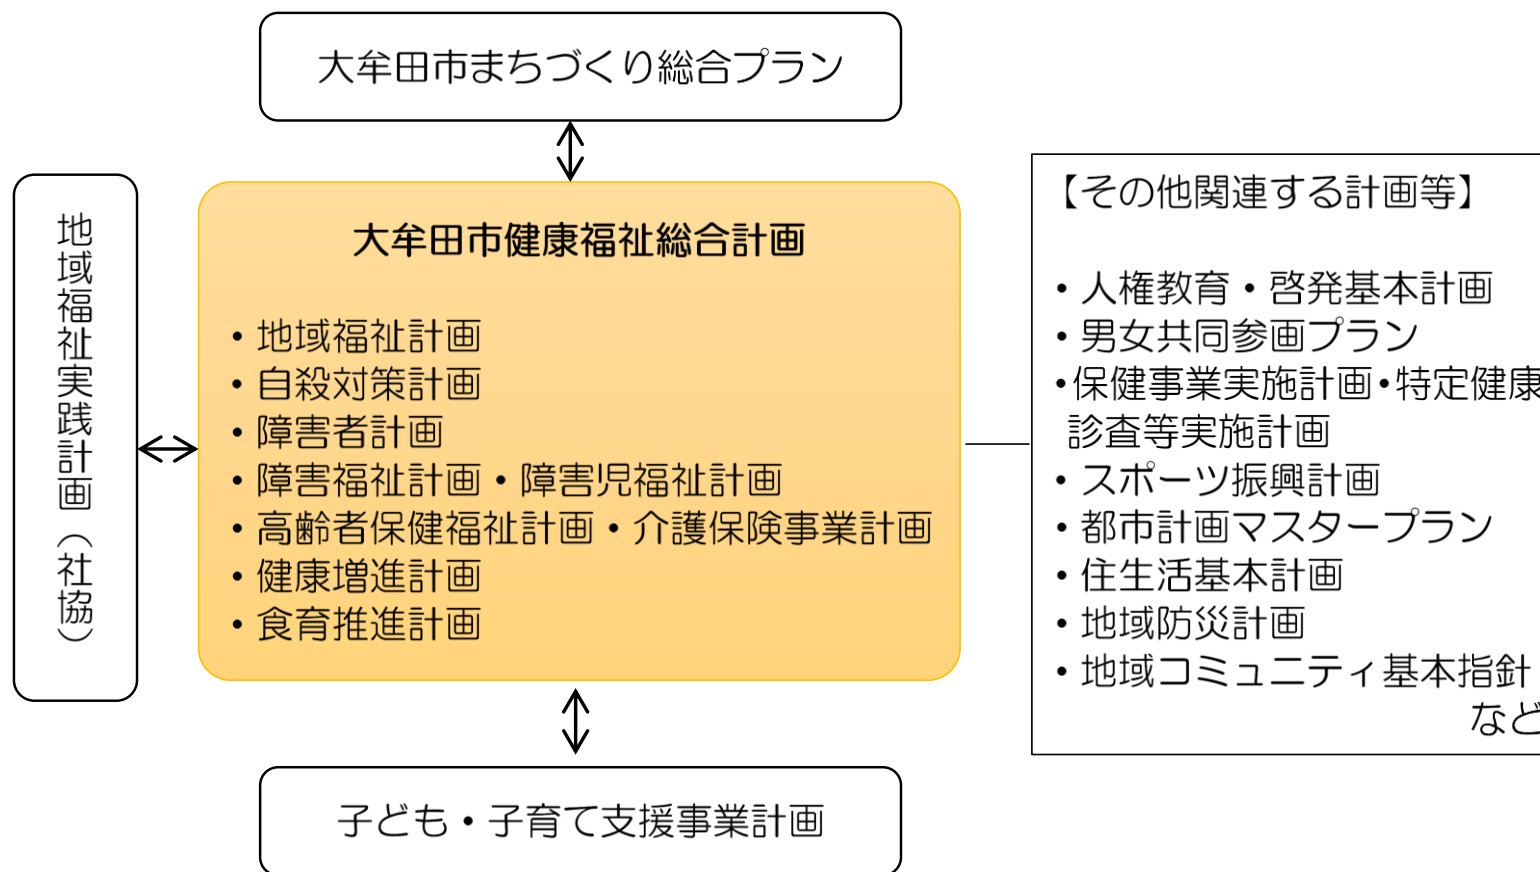 大牟田市まちづくり総合プラン
地域福祉実践計画（社協）
大牟田市健康福祉総合計画
・地域福祉計画
・自殺対策計画
・障害者計画
・障害福祉計画・障害児福祉計画
・高齢者保健福祉計画・介護保険事業計画
・健康増進計画
・食育推進計画
【その他関連する計画等】
・人権教育・啓発基本計画
・男女共同参画プラン
・保健事業実施計画・特定健康
診査等実施計画
・スポーツ振興計画
・都市計画マスタープラン
・住生活基本計画
・地域防災計画
・地域コミュニティ基本指針
など
子ども・子育て支援事業計画